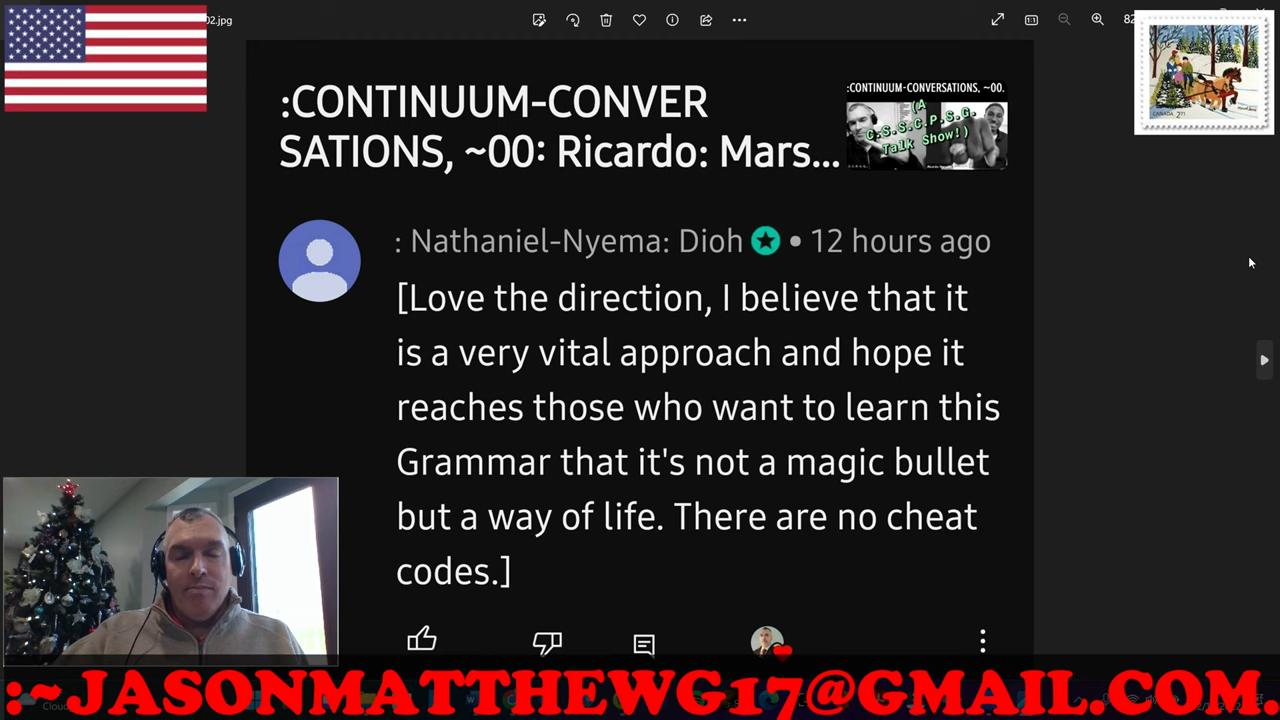 02.jpg
82
:CONTINUUM-CONVER
SATIONS, ~00: Ricardo: Mars...
:CONTINUUM-CONVERSATIONS, ~00.
(A
C.S.S.C.P.S.G.
Talk Show!)
CANADA
: Nathaniel-Nyema: Dioh • 12 hours ago
[Love the direction, I believe that it
is a very vital approach and hope it
reaches those who want to learn this
Grammar that it's not a magic bullet
but a way of life. There are no cheat
codes.]
:~JASONMATTHEWG17@GMAIL.COM.